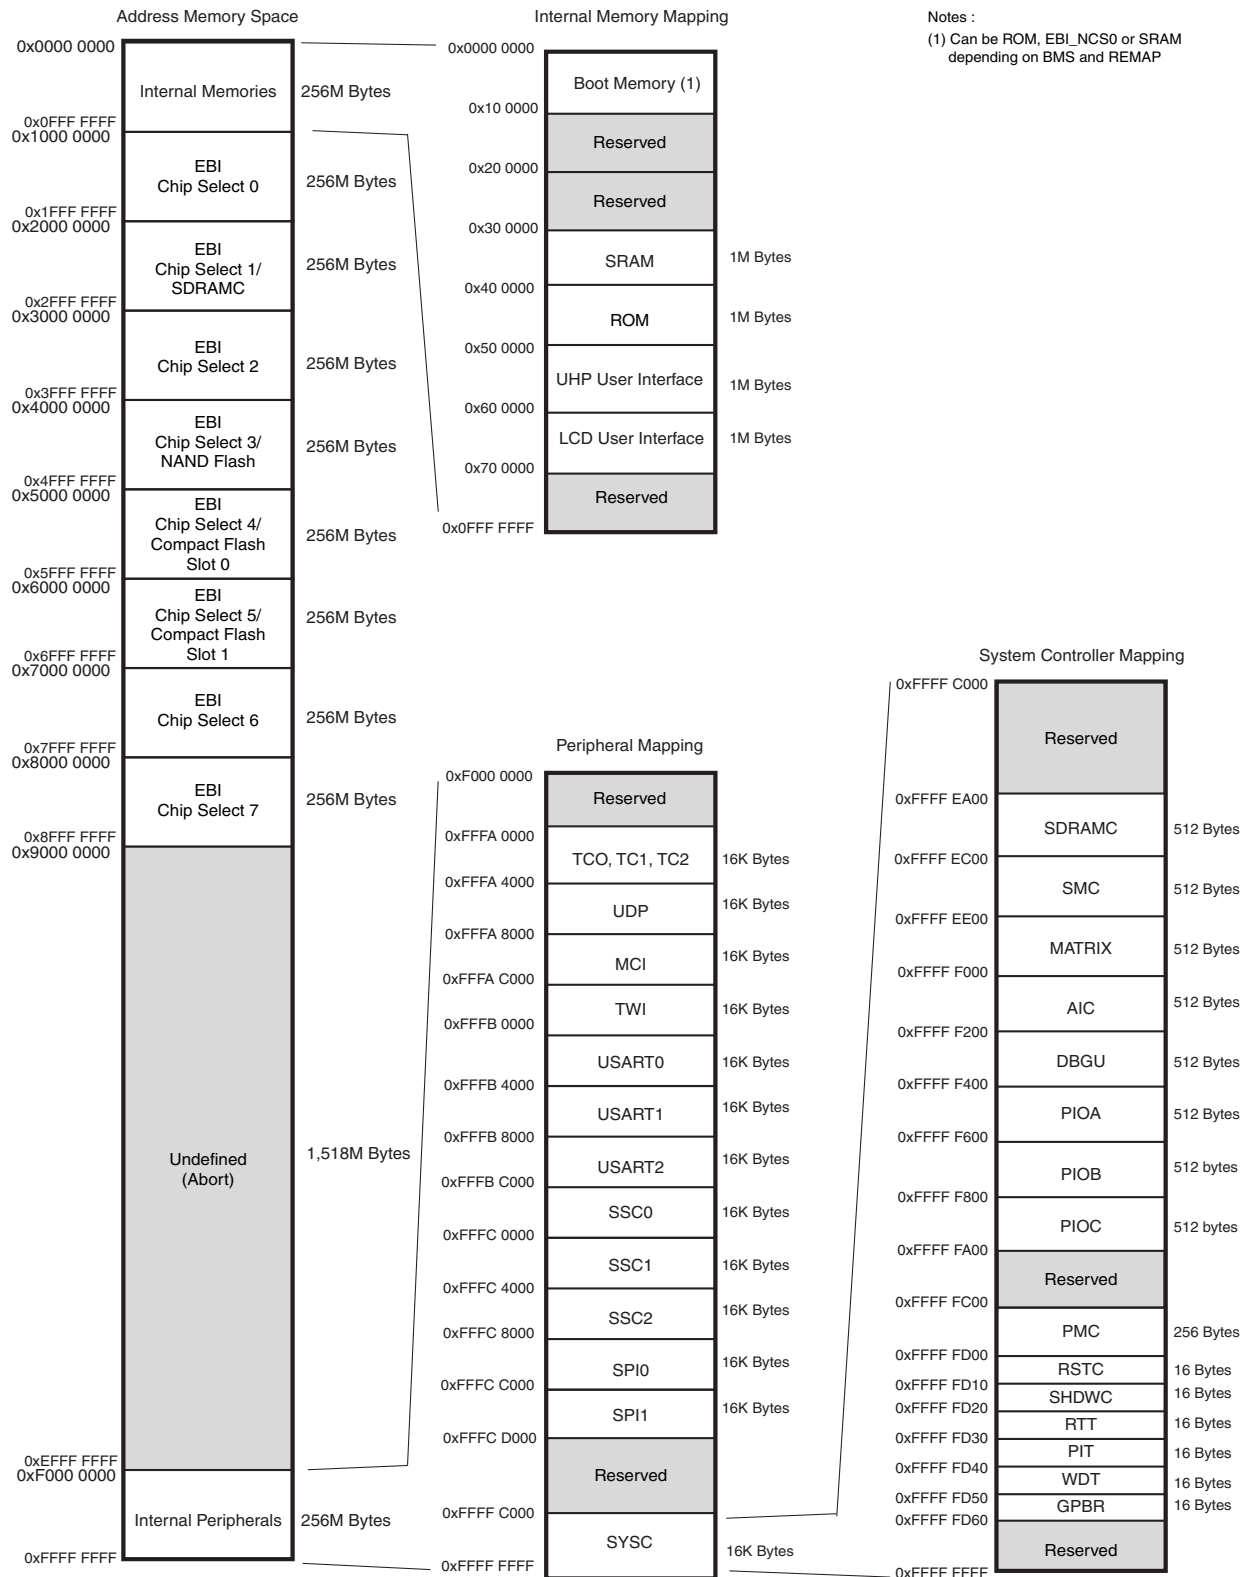 Address Memory Space
0x0000 0000
Internal Memories
256M Bytes
0x0FFF FFFF
0x1000 0000
EBI
Chip Select 0
256M Bytes
0x1FFF FFFF
0x2000 0000
EBI
Chip Select 1/
SDRAMC
256M Bytes
0x2FFF FFFF
0x3000 0000
EBI
Chip Select 2
256M Bytes
0x3FFF FFFF
0x4000 0000
EBI
Chip Select 3/
NAND Flash
256M Bytes
0x4FFF FFFF
0x5000 0000
EBI
Chip Select 4/
Compact Flash
Slot 0
256M Bytes
0x5FFF FFFF
0x6000 0000
EBI
Chip Select 5/
Compact Flash
Slot 1
256M Bytes
0x6FFF FFFF
0x7000 0000
EBI
Chip Select 6
256M Bytes
0x7FFF FFFF
0x8000 0000
EBI
Chip Select 7
256M Bytes
0x8FFF FFFF
0x9000 0000
Undefined
(Abort)
1,518M Bytes
0xEFFF FFFF
0xF000 0000
Internal Peripherals
256M Bytes
0xFFFF FFFF
Internal Memory Mapping
0x0000 0000
Boot Memory (1)
0x10 0000
Reserved
0x20 0000
Reserved
0x30 0000
SRAM
1M Bytes
0x40 0000
ROM
1M Bytes
0x50 0000
UHP User Interface
1M Bytes
0x60 0000
LCD User Interface
1M Bytes
0x70 0000
Reserved
0x0FFF FFFF
Notes :
(1) Can be ROM, EBI_NCS0 or SRAM
depending on BMS and REMAP
Peripheral Mapping
0xF000 0000
Reserved
0xFFFA 0000
TCO, TC1, TC2
16K Bytes
0xFFFA 4000
UDP
16K Bytes
0xFFFA 8000
MCI
16K Bytes
0xFFFA C000
TWI
16K Bytes
0xFFFB 0000
USART0
16K Bytes
0xFFFB 4000
USART1
16K Bytes
0xFFFB 8000
USART2
16K Bytes
0xFFFB C000
SSC0
16K Bytes
0xFFFC 0000
SSC1
16K Bytes
0xFFFC 4000
SSC2
16K Bytes
0xFFFC 8000
SPI0
16K Bytes
0xFFFC C000
SPI1
16K Bytes
0xFFFC D000
Reserved
0xFFFF C000
SYSC
16K Bytes
0xFFFF FFFF
System Controller Mapping
0xFFFF C000
Reserved
0xFFFF EA00
SDRAMC
512 Bytes
0xFFFF EC00
SMC
512 Bytes
0xFFFF EE00
MATRIX
512 Bytes
0xFFFF F000
AIC
512 Bytes
0xFFFF F200
DBGU
512 Bytes
0xFFFF F400
PIOA
512 Bytes
0xFFFF F600
PIOB
512 bytes
0xFFFF F800
PIOC
512 bytes
0xFFFF FA00
Reserved
0xFFFF FC00
PMC
256 Bytes
0xFFFF FD00
RSTC
16 Bytes
0xFFFF FD10
SHDWC
16 Bytes
0xFFFF FD20
RTT
16 Bytes
0xFFFF FD30
PIT
16 Bytes
0xFFFF FD40
WDT
16 Bytes
0xFFFF FD50
GPBR
16 Bytes
0xFFFF FD60
Reserved
0xFFFF FFFF